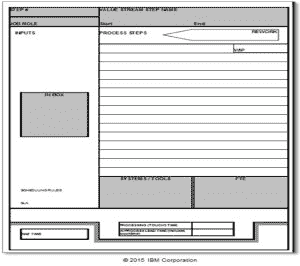 STEP #
VALUE STREAM STEP NAME
JOB ROLE
Start
End
INPUTS
PROCESS STEPS
REWORK
WIP
IN BOX
SCHEDULING RULES
SLA
SYSTEMS / TOOLS
FTE
PROCESSING / TOUCH TIME
WAIT TIME
© 2015 IBM Corporation